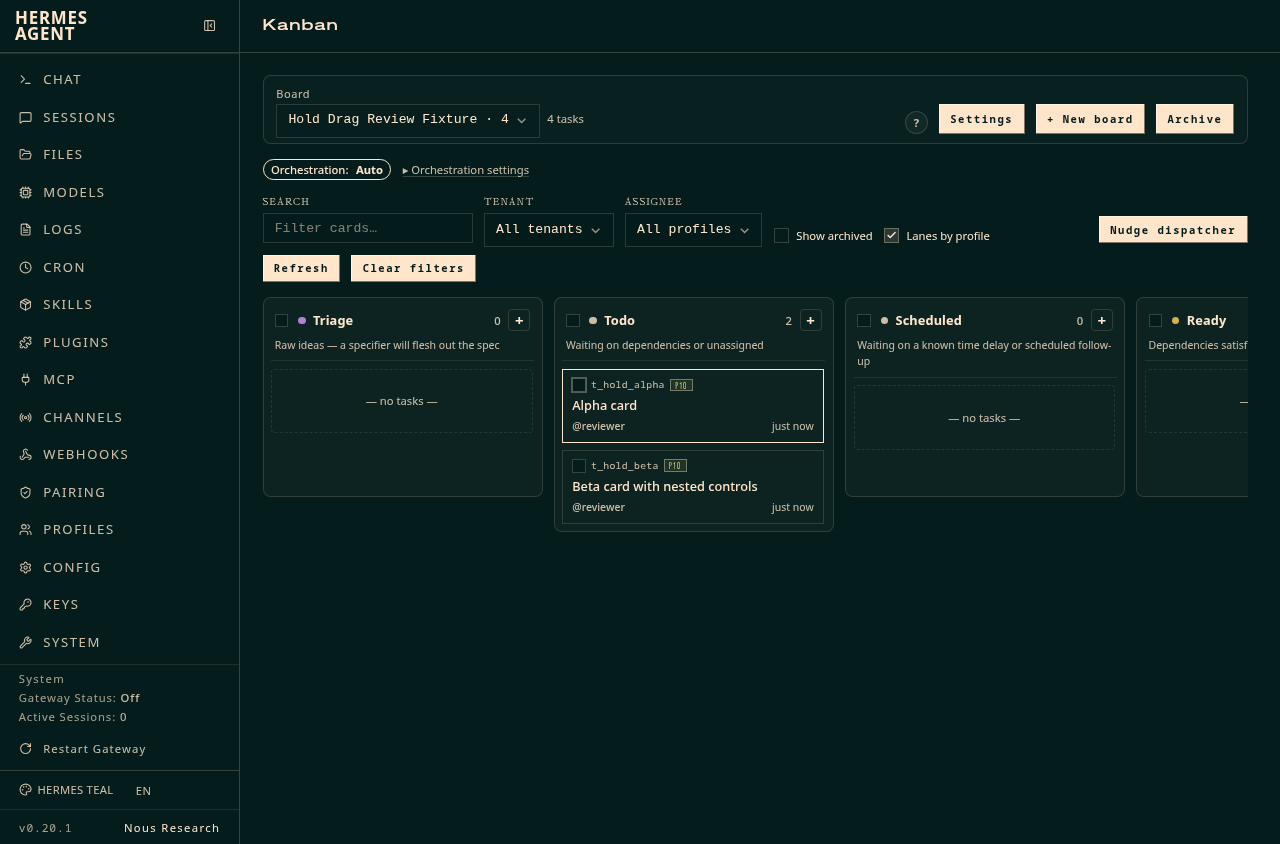 HERMES
AGENT
CHAT
SESSIONS
FILES
MODELS
LOGS
CRON
SKILLS
PLUGINS
MCP
CHANNELS
WEBHOOKS
PAIRING
PROFILES
CONFIG
KEYS
SYSTEM
System
Gateway Status: Off
Active Sessions: 0
Restart Gateway
HERMES TEAL EN
v0.20.1 Nous Research
Kanban
Board
Hold Drag Review Fixture · 4 4 tasks ? Settings + New board Archive
Orchestration: Auto ▸ Orchestration settings
SEARCH TENANT ASSIGNEE
Filter cards… All tenants All profiles Show archived Lanes by profile Nudge dispatcher
Refresh Clear filters
Triage 0 +
Raw ideas — a specifier will flesh out the spec
— no tasks —
Todo 2 +
Waiting on dependencies or unassigned
t_hold_alpha P10
Alpha card
@reviewer just now
t_hold_beta P10
Beta card with nested controls
@reviewer just now
Scheduled 0 +
Waiting on a known time delay or scheduled follow-
up
— no tasks —
Ready
Dependencies satisf
—